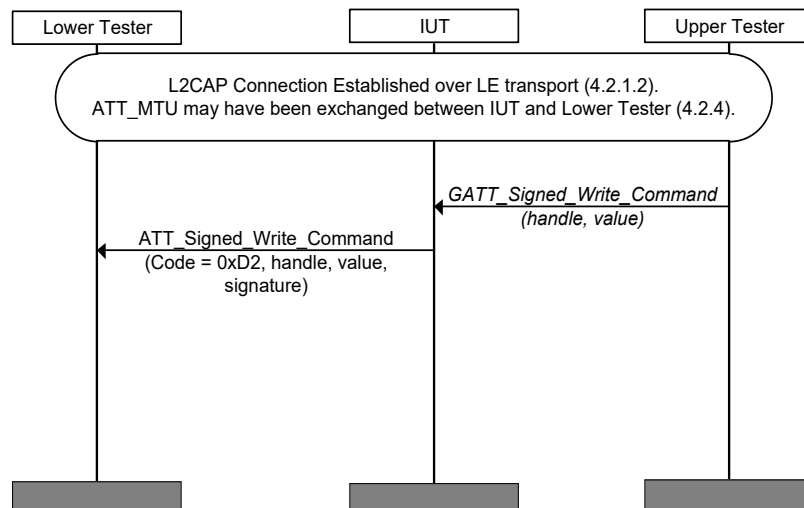 Lower Tester
IUT
Upper Tester
L2CAP Connection Established over LE transport (4.2.1.2).
ATT_MTU may have been exchanged between IUT and Lower Tester (4.2.4).
GATT_Signed_Write_Command
(handle, value)
ATT_Signed_Write_Command
(Code = 0xD2, handle, value,
signature)